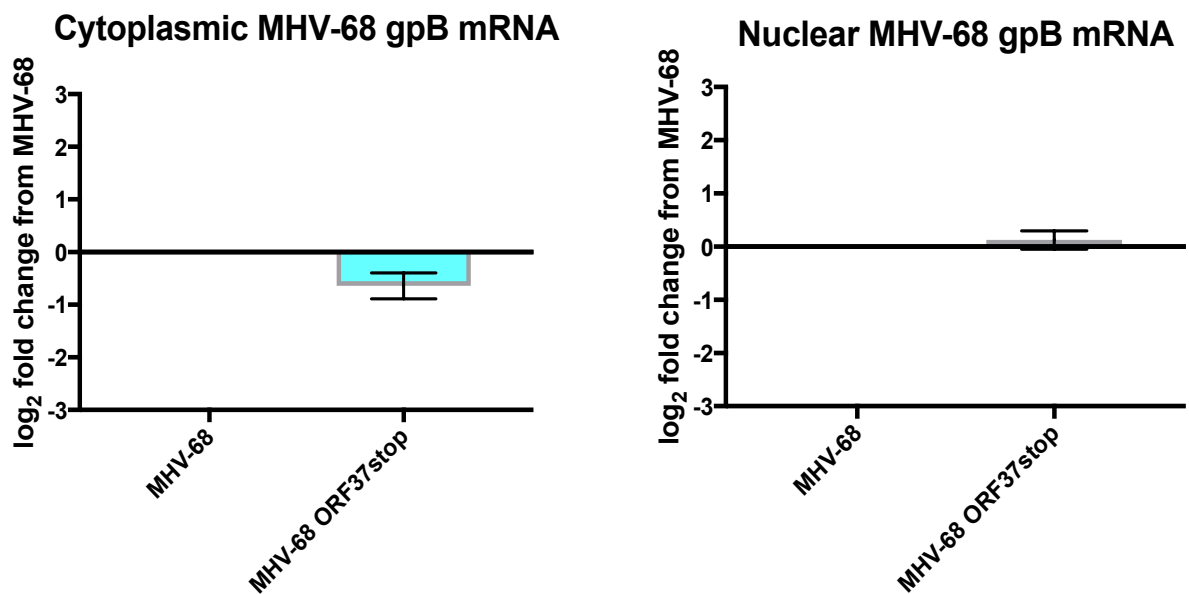 Cytoplasmic MHV-68 gpB mRNA
log2 fold change from MHV-68
3
2
1
0
-1
-2
-3
MHV-68
MHV-68 ORF37stop
Nuclear MHV-68 gpB mRNA
log2 fold change from MHV-68
3
2
1
0
-1
-2
-3
MHV-68
MHV-68 ORF37stop